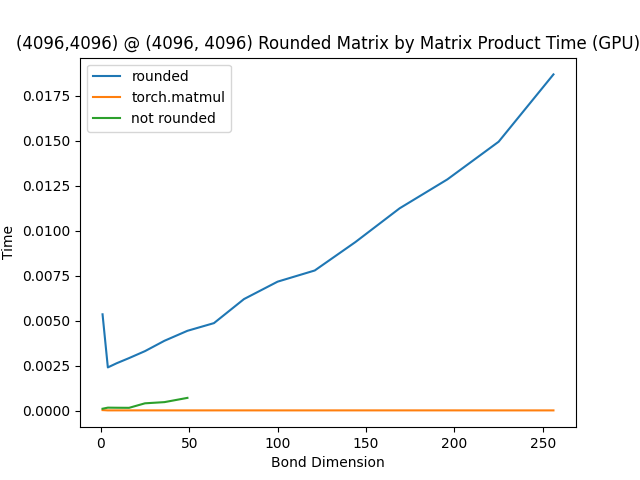 (4096,4096) @ (4096, 4096) Rounded Matrix by Matrix Product Time (GPU)
rounded
torch.matmul
not rounded
0.0175
0.0150
0.0125
0.0100
0.0075
0.0050
0.0025
0.0000
Time
0 50 100 150 200 250
Bond Dimension